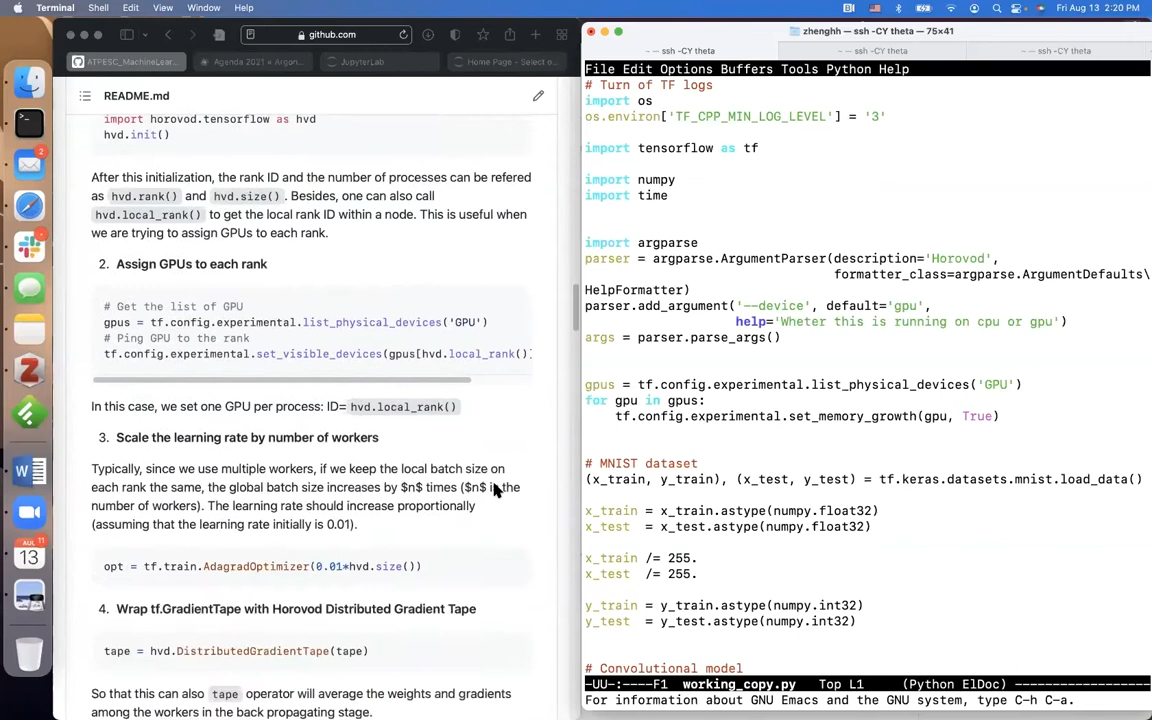 Terminal Shell Edit View Window Help
Fri Aug 13 2:20 PM
github.com
ATPESC_MachineLear...
Agenda 2021 × Argon...
JupyterLab
Home Page - Select o...
README.md
import horovod.tensorflow as hvd
hvd.init()
After this initialization, the rank ID and the number of processes can be refered
as hvd.rank() and hvd.size(). Besides, one can also call
hvd.local_rank() to get the local rank ID within a node. This is useful when
we are trying to assign GPUs to each rank.
2. Assign GPUs to each rank
# Get the list of GPU
gpus = tf.config.experimental.list_physical_devices('GPU')
# Ping GPU to the rank
tf.config.experimental.set_visible_devices(gpus[hvd.local_rank()]
In this case, we set one GPU per process: ID= hvd.local_rank()
3. Scale the learning rate by number of workers
Typically, since we use multiple workers, if we keep the local batch size on
each rank the same, the global batch size increases by $n$ times ($n$ is the
number of workers). The learning rate should increase proportionally
(assuming that the learning rate initially is 0.01).
opt = tf.train.AdagradOptimizer(0.01*hvd.size())
4. Wrap tf.GradientTape with Horovod Distributed Gradient Tape
tape = hvd.DistributedGradientTape(tape)
So that this can also tape operator will average the weights and gradients
among the workers in the back propagating stage.
2
11
AUG
13
zhenghh — ssh -CY theta — 75×41
~ — ssh -CY theta
~ — ssh -CY theta
~ — ssh -CY theta
File Edit Options Buffers Tools Python Help
# Turn of TF logs
import os
os.environ['TF_CPP_MIN_LOG_LEVEL'] = '3'
import tensorflow as tf
import numpy
import time
import argparse
parser = argparse.ArgumentParser(description='Horovod',
formatter_class=argparse.ArgumentDefaults\
HelpFormatter)
parser.add_argument('--device', default='gpu',
help='Wheter this is running on cpu or gpu')
args = parser.parse_args()
gpus = tf.config.experimental.list_physical_devices('GPU')
for gpu in gpus:
tf.config.experimental.set_memory_growth(gpu, True)
# MNIST dataset
(x_train, y_train), (x_test, y_test) = tf.keras.datasets.mnist.load_data()
x_train = x_train.astype(numpy.float32)
x_test = x_test.astype(numpy.float32)
x_train /= 255.
x_test /= 255.
y_train = y_train.astype(numpy.int32)
y_test = y_test.astype(numpy.int32)
# Convolutional model
-UU-:----F1 working_copy.py Top L1 (Python ElDoc) --------------------
For information about GNU Emacs and the GNU system, type C-h C-a.